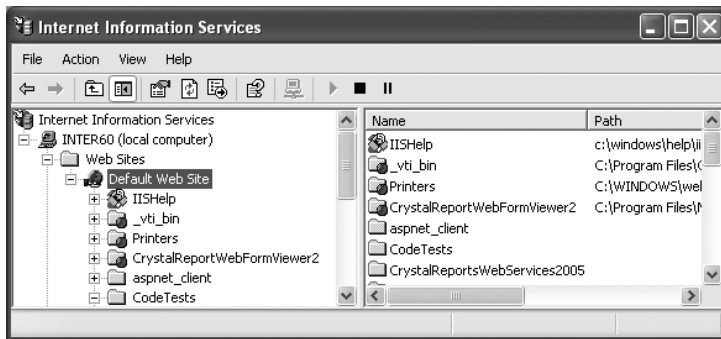 Internet Information Services
File Action View Help
Internet Information Services
INTER60 (local computer)
Web Sites
Default Web Site
IISHelp
_vti_bin
Printers
CrystalReportWebFormViewer2
aspnet_client
CodeTests
Name Path
IISHelp c:\windows\help\ii
_vti_bin C:\Program Files\
Printers C:\WINDOWS\wel
CrystalReportWebFormViewer2 C:\Program Files\
aspnet_client
CodeTests
CrystalReportsWebServices2005